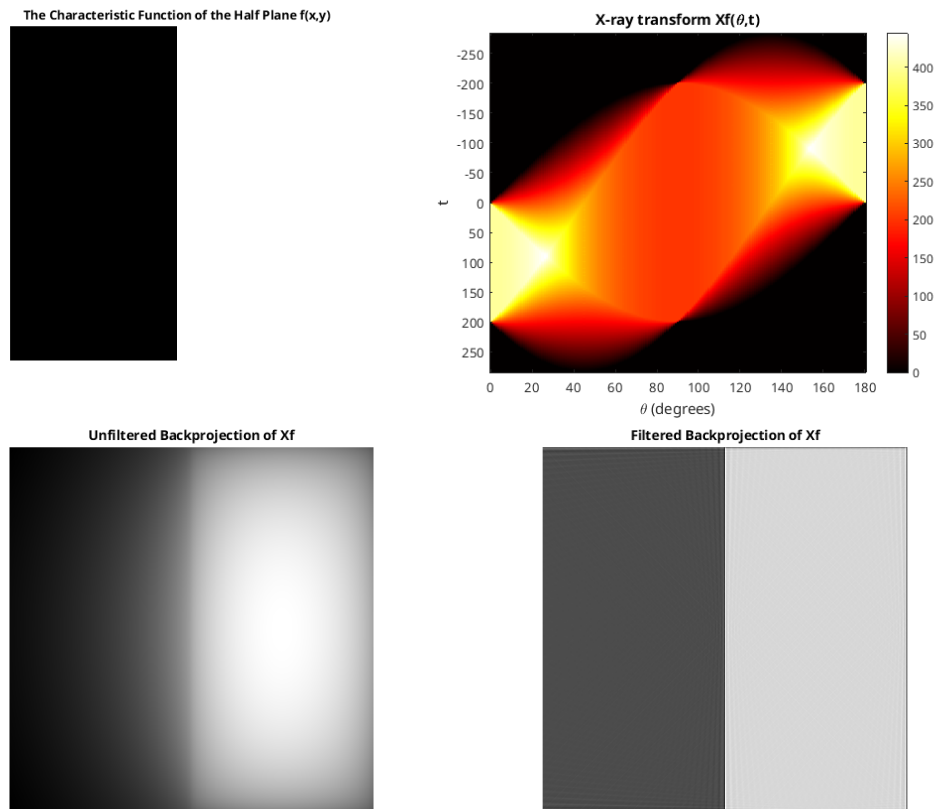 The Characteristic Function of the Half Plane f(x,y)
X-ray transform Xf(θ,t)
-250
-200
-150
-100
-50
0
50
100
150
200
250
t
0 20 40 60 80 100 120 140 160 180
θ (degrees)
400
350
300
250
200
150
100
50
0
Unfiltered Backprojection of Xf
Filtered Backprojection of Xf